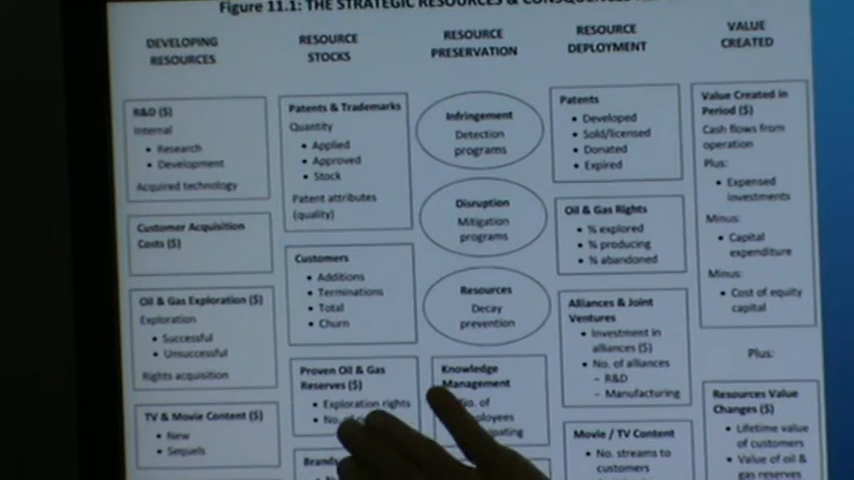 Figure 11.1: THE STRATEGIC RESOURCES & CONSEQUENCES
DEVELOPING
RESOURCES
R&D ($)
Internal
• Research
• Development
Acquired technology
Customer Acquisition
Costs ($)
Oil & Gas Exploration ($)
Exploration
• Successful
• Unsuccessful
Rights acquisition
TV & Movie Content ($)
• New
• Sequels
RESOURCE
STOCKS
Patents & Trademarks
Quantity
• Applied
• Approved
• Stock
Patent attributes
(quality)
Customers
• Additions
• Terminations
• Total
• Churn
Proven Oil & Gas
Reserves ($)
• Exploration rights
• No.
Brands
RESOURCE
PRESERVATION
Infringement
Detection
programs
Disruption
Mitigation
programs
Resources
Decay
prevention
Knowledge
Management
No. of
RESOURCE
DEPLOYMENT
Patents
• Developed
• Sold/licensed
• Donated
• Expired
Oil & Gas Rights
• % explored
• % producing
• % abandoned
Alliances & Joint
Ventures
• Investment in
alliances ($)
• No. of alliances
– R&D
– Manufacturing
Movie / TV Content
• No. streams to
customers
VALUE
CREATED
Value Created in
Period ($)
Cash flows from
operation
Plus:
• Expensed
investments
Minus:
• Capital
expenditure
Minus:
• Cost of equity
capital
Plus:
Resources Value
Changes ($)
• Lifetime value
of customers
• Value of oil &
gas reserves